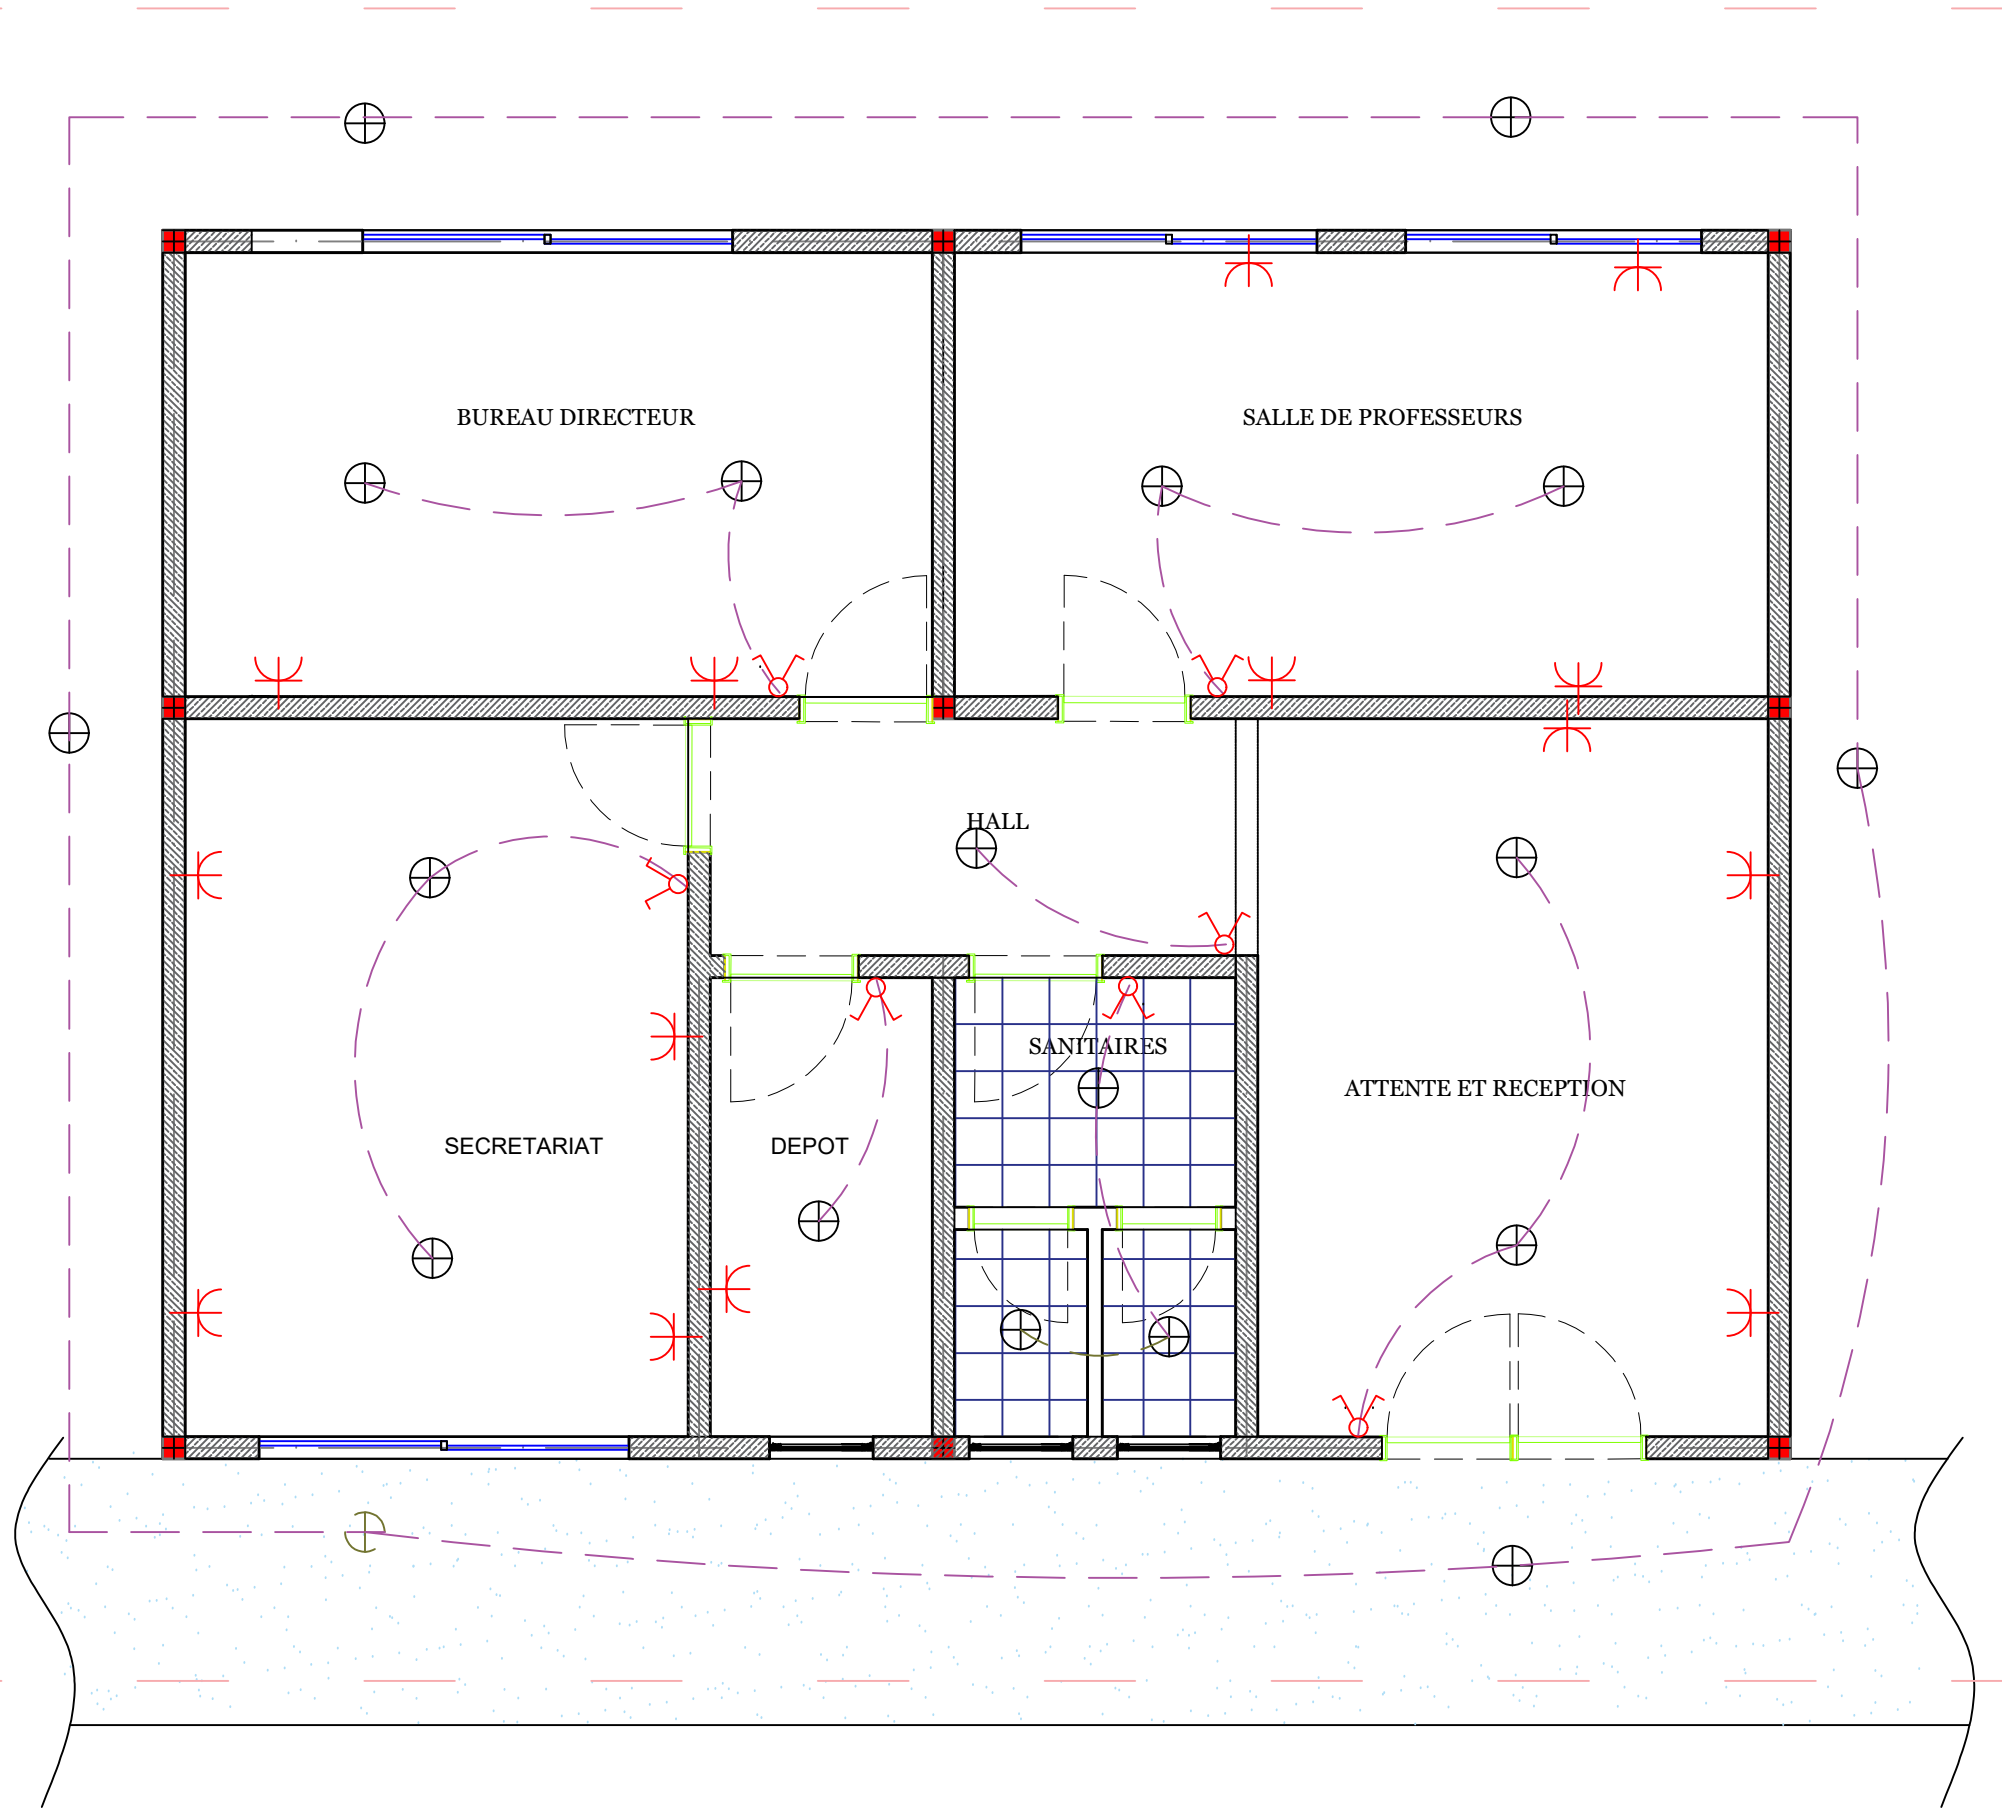 BUREAU DIRECTEUR
SALLE DE PROFESSEURS
HALL
SANITAIRES
ATTENTE ET RECEPTION
SECRETARIAT
DEPOT